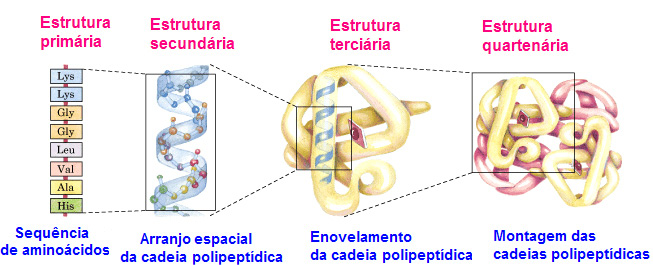 Estrutura
primária
Estrutura
secundária
Estrutura
terciária
Estrutura
quartenária
Lys
Lys
Gly
Gly
Leu
Val
Ala
His
Sequência
de aminoácidos
Arranjo espacial
da cadeia polipeptídica
Enovelamento
da cadeia polipeptídica
Montagem das
cadeias polipeptídicas